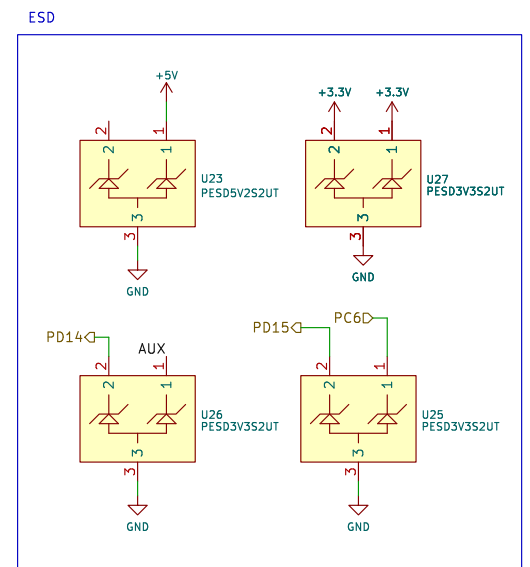 ESD
+5V
2
1
2
1
3
3
U23
PESD5V2S2UT
GND
+3.3V
+3.3V
2
1
2
1
3
3
U27
PESD3V3S2UT
GND
PD14
AUX
2
1
2
1
3
3
U26
PESD3V3S2UT
GND
PD15
PC6
2
1
2
1
3
3
U25
PESD3V3S2UT
GND